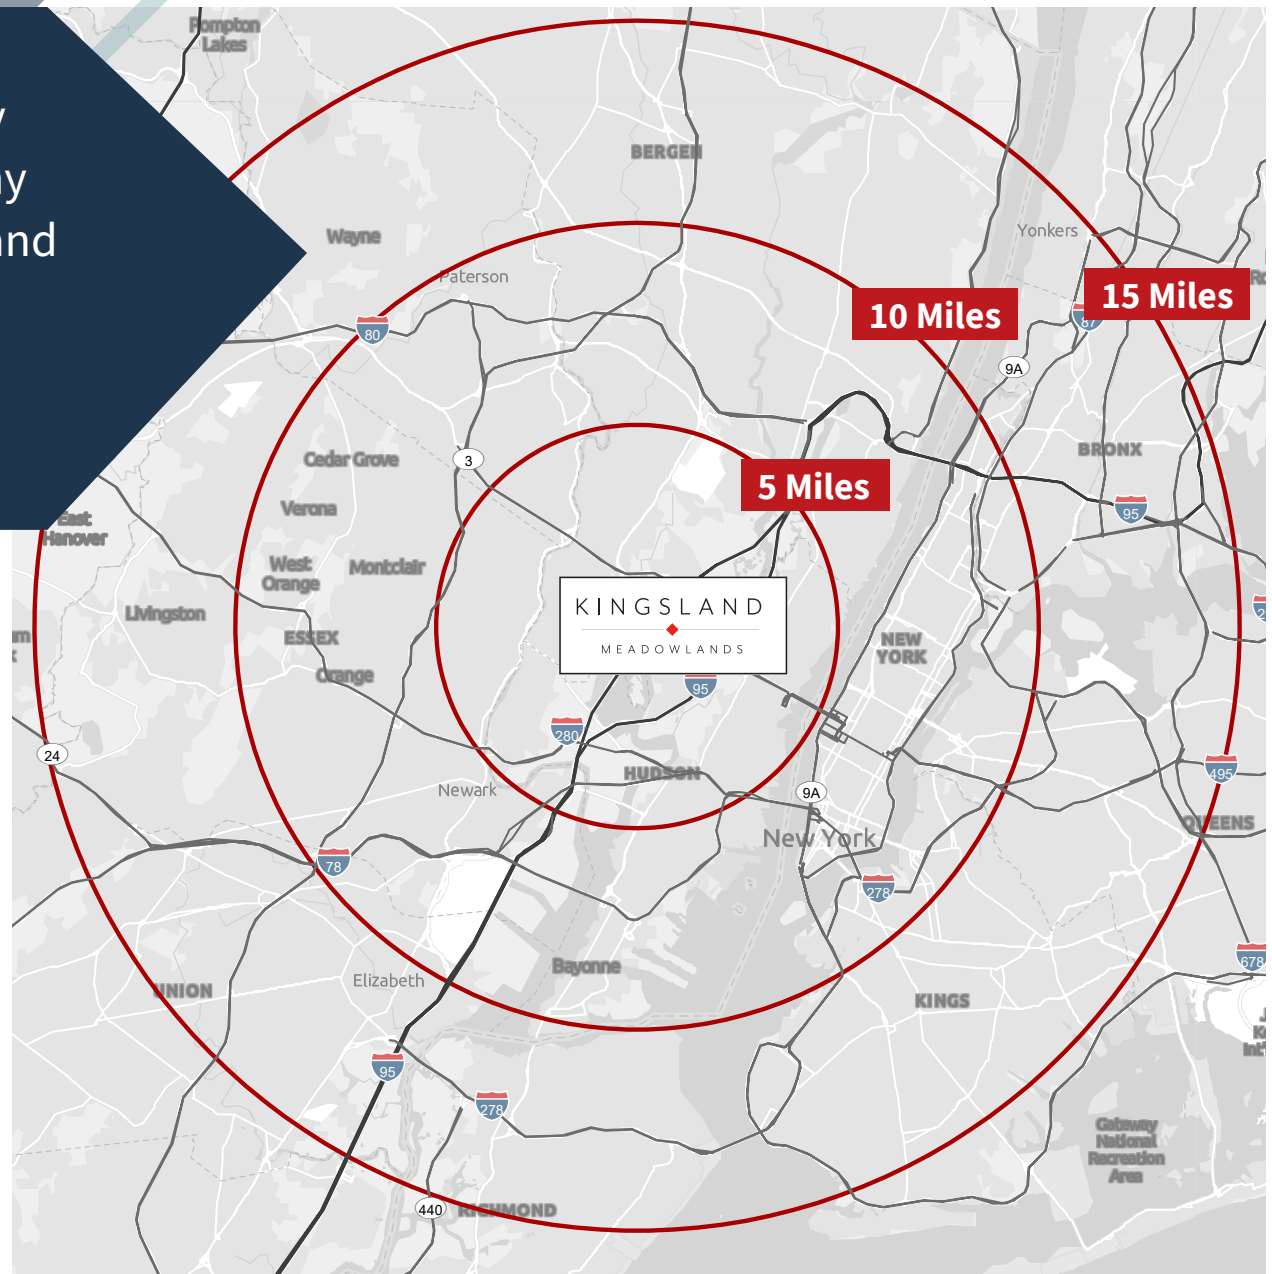 Pompton
Lakes
y
ay
and
BERGEN
Wayne
Yonkers
Paterson
15 Miles
10 Miles
87
80
9A
Cedar Grove
3
BRONX
5 Miles
Verona
95
East
Hanover
West
Orange
Montclair
KINGSLAND
MEADOWLANDS
Livingston
ESSEX
NEW
YORK
Orange
95
280
24
HUDSON
495
Newark
9A
New York
QUEENS
78
278
Bayonne
678
Elizabeth
UNION
KINGS
95
278
Gateway
National
Recreation
Area
440
RICHMOND